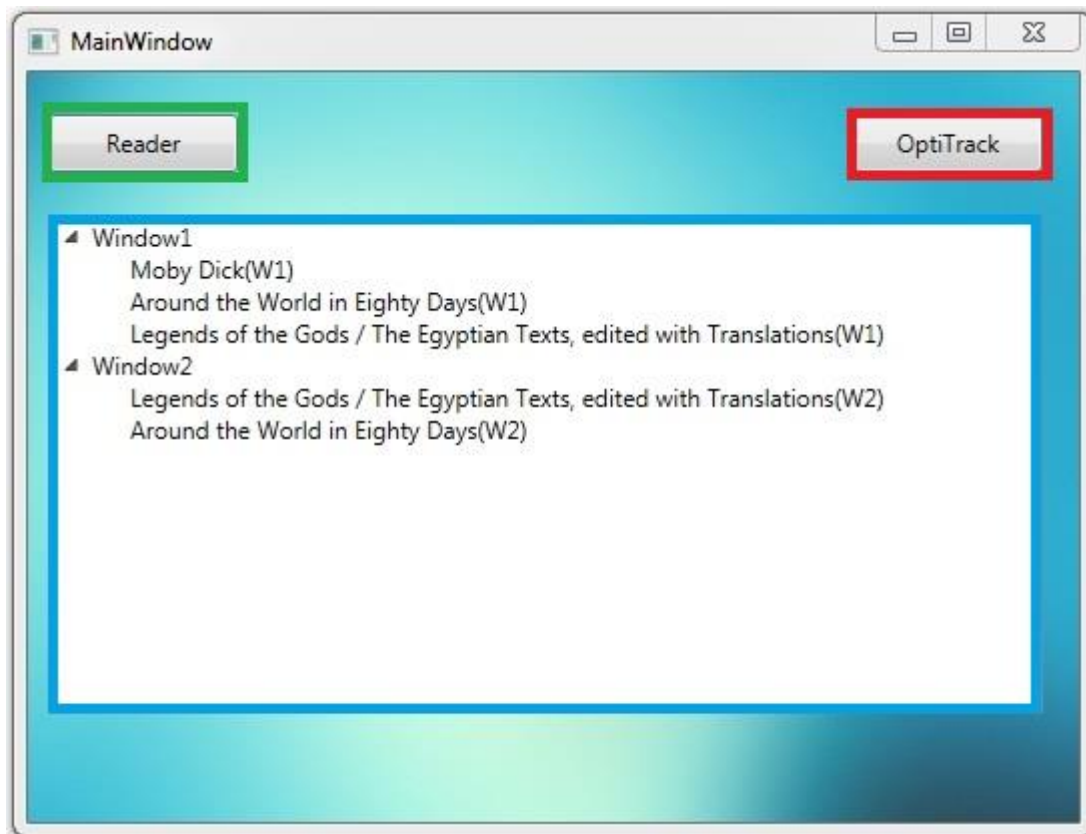 MainWindow
Reader
OptiTrack
Window1
Moby Dick(W1)
Around the World in Eighty Days(W1)
Legends of the Gods / The Egyptian Texts, edited with Translations(W1)
Window2
Legends of the Gods / The Egyptian Texts, edited with Translations(W2)
Around the World in Eighty Days(W2)